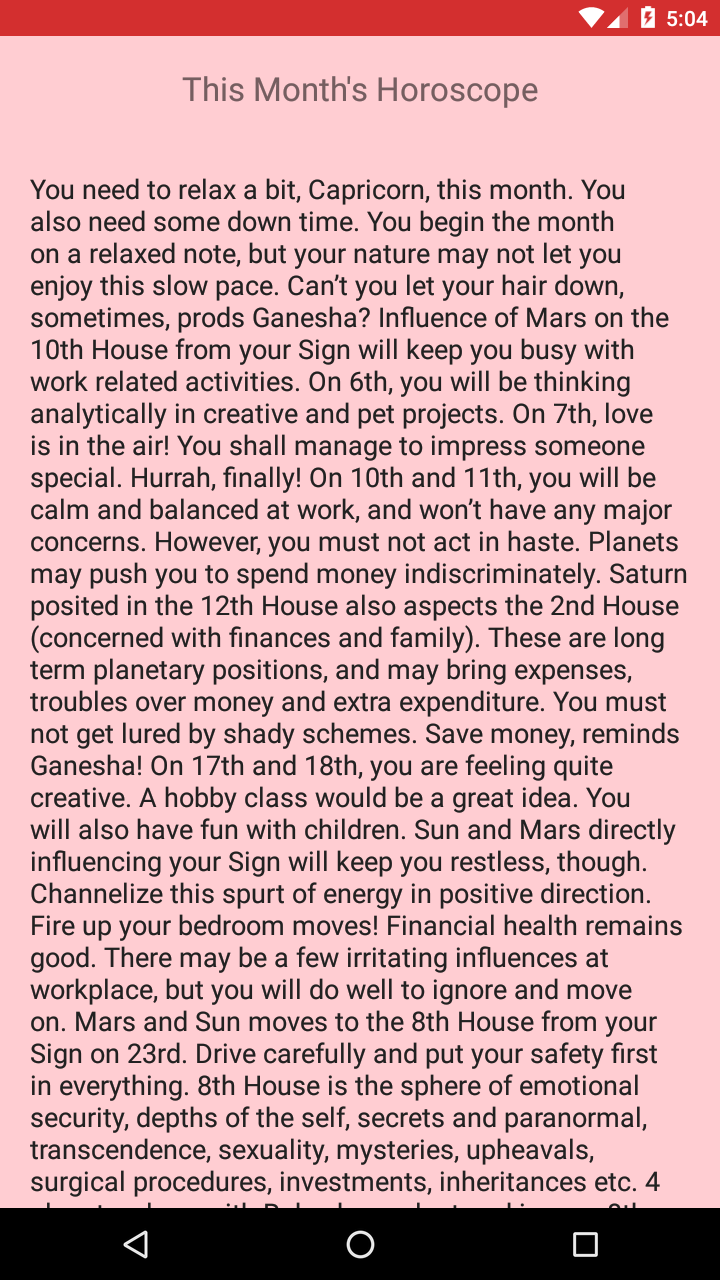 5:04
This Month's Horoscope
You need to relax a bit, Capricorn, this month. You
also need some down time. You begin the month
on a relaxed note, but your nature may not let you
enjoy this slow pace. Can’t you let your hair down,
sometimes, prods Ganesha? Influence of Mars on the
10th House from your Sign will keep you busy with
work related activities. On 6th, you will be thinking
analytically in creative and pet projects. On 7th, love
is in the air! You shall manage to impress someone
special. Hurrah, finally! On 10th and 11th, you will be
calm and balanced at work, and won’t have any major
concerns. However, you must not act in haste. Planets
may push you to spend money indiscriminately. Saturn
posited in the 12th House also aspects the 2nd House
(concerned with finances and family). These are long
term planetary positions, and may bring expenses,
troubles over money and extra expenditure. You must
not get lured by shady schemes. Save money, reminds
Ganesha! On 17th and 18th, you are feeling quite
creative. A hobby class would be a great idea. You
will also have fun with children. Sun and Mars directly
influencing your Sign will keep you restless, though.
Channelize this spurt of energy in positive direction.
Fire up your bedroom moves! Financial health remains
good. There may be a few irritating influences at
workplace, but you will do well to ignore and move
on. Mars and Sun moves to the 8th House from your
Sign on 23rd. Drive carefully and put your safety first
in everything. 8th House is the sphere of emotional
security, depths of the self, secrets and paranormal,
transcendence, sexuality, mysteries, upheavals,
surgical procedures, investments, inheritances etc. 4